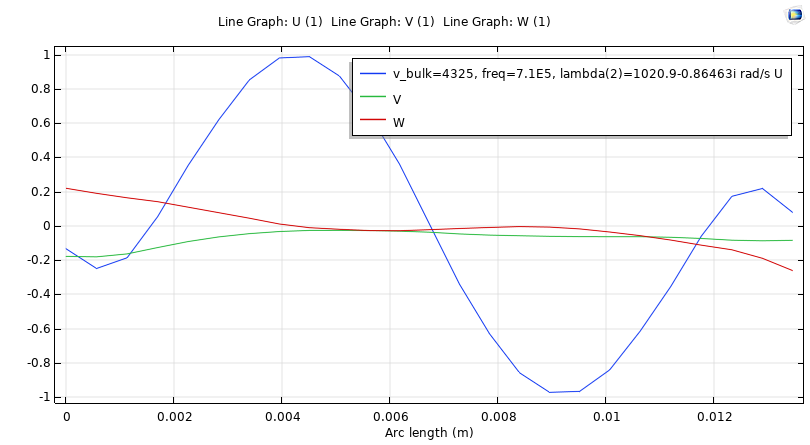 Line Graph: U (1)  Line Graph: V (1)  Line Graph: W (1)
v_bulk=4325, freq=7.1E5, lambda(2)=1020.9-0.86463i rad/s U
V
W
1
0.8
0.6
0.4
0.2
0
-0.2
-0.4
-0.6
-0.8
-1
0 0.002 0.004 0.006 0.008 0.01 0.012
Arc length (m)